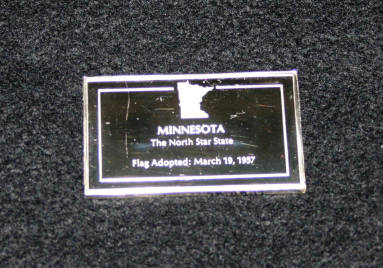 MINNESOTA
The North Star State
Flag Adopted: March 19, 1957